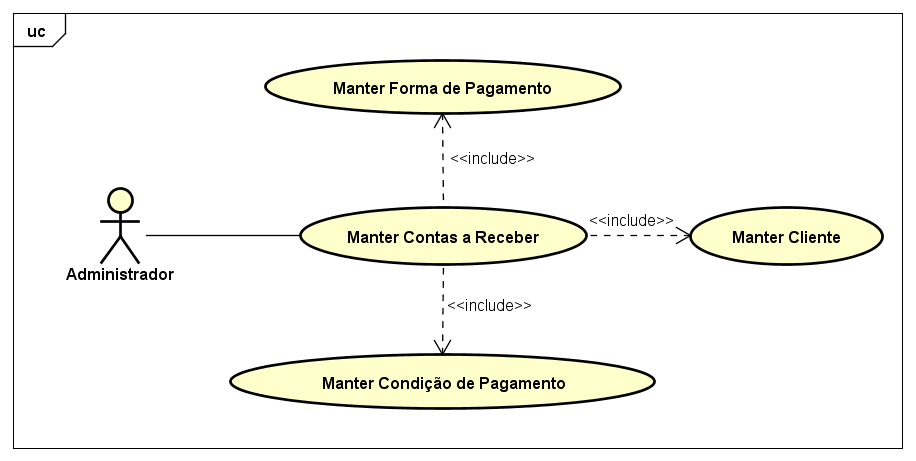 uc
Manter Forma de Pagamento
<<include>>
Manter Contas a Receber
<<include>>
Manter Cliente
Administrador
<<include>>
Manter Condição de Pagamento